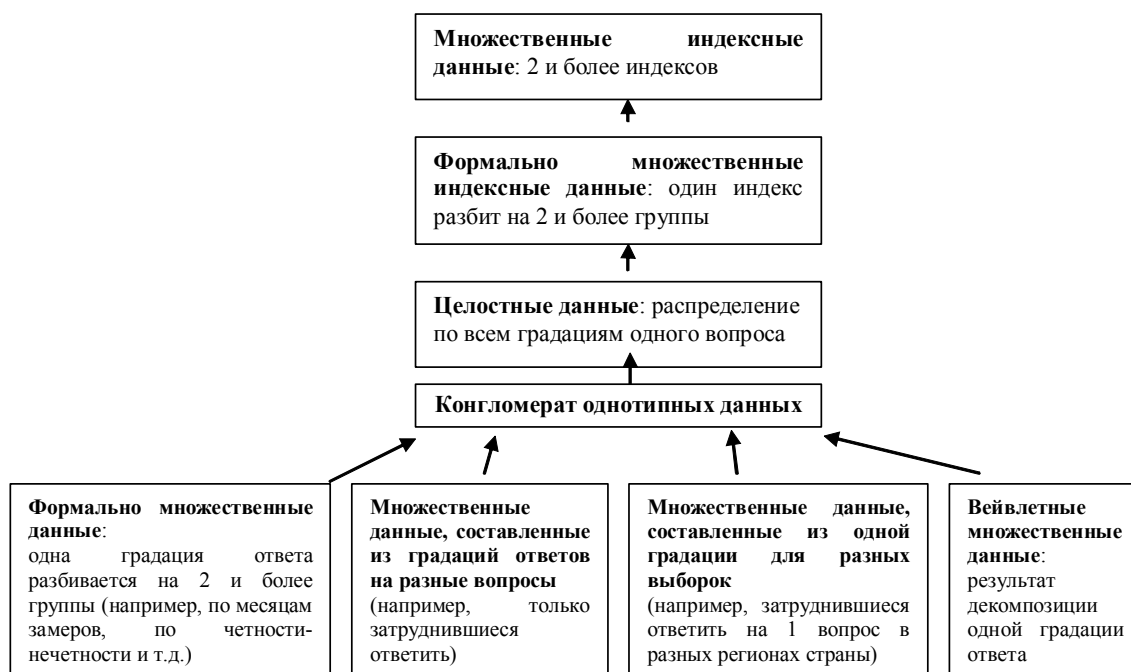 Множественные индексные
данные: 2 и более индексов
Формально множественные
индексные данные: один индекс
разбит на 2 и более группы
Целостные данные: распределение
по всем градациям одного вопроса
Конгломерат однотипных данных
Формально множественные
данные:
одна градация ответа
разбивается на 2 и более
группы (например, по месяцам
замеров, по четности-
нечетности и т.д.)
Множественные
данные, составленные
из градаций ответов
на разные вопросы
(например, только
затруднившиеся
ответить)
Множественные данные,
составленные из одной
градации для разных
выборок
(например, затруднившиеся
ответить на 1 вопрос в
разных регионах страны)
Вейвлетные
множественные
данные:
результат
декомпозиции
одной градации
ответа